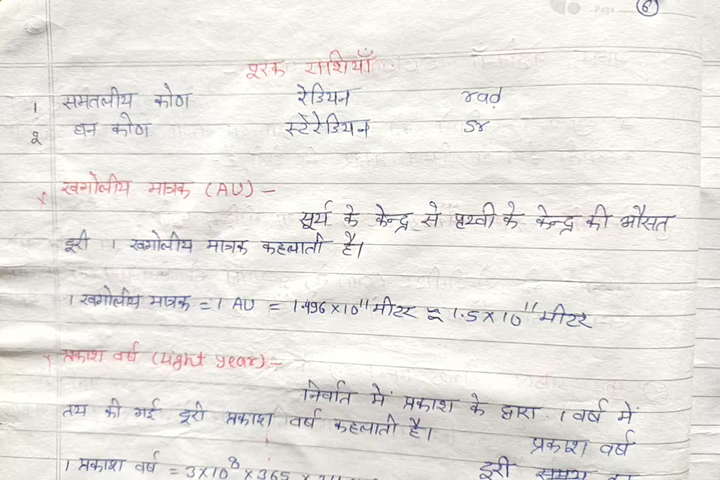 Page
6
पूरक राशियाँ
1 समतलीय कोण रेडियन rad
2 घन कोण स्टेरेडियन sr
खगोलीय मात्रक (AU) -
सूर्य के केन्द्र से पृथ्वी के केन्द्र की औसत
दूरी 1 खगोलीय मात्रक कहलाती है।
1 खगोलीय मात्रक = 1 AU = 1.496 × 10¹¹ मीटर ≅ 1.5 × 10¹¹ मीटर
प्रकाश वर्ष (Light year) :-
निर्वात में प्रकाश के द्वारा 1 वर्ष में
तय की गई दूरी प्रकाश वर्ष कहलाती है।
प्रकाश वर्ष
1 प्रकाश वर्ष = 3×10⁸ × 365 × दूरी